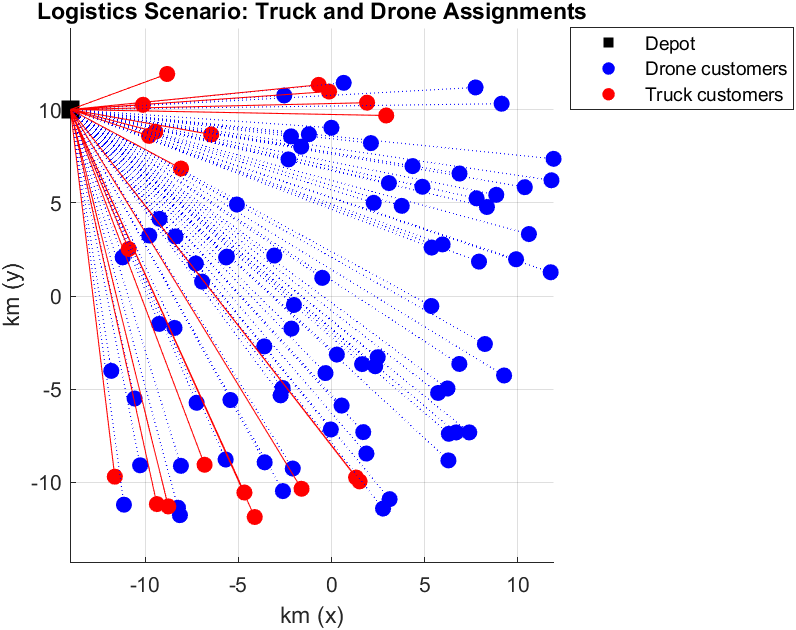 Logistics Scenario: Truck and Drone Assignments
Depot
Drone customers
Truck customers
10
5
0
-5
-10
km (y)
-10
-5
0
5
10
km (x)